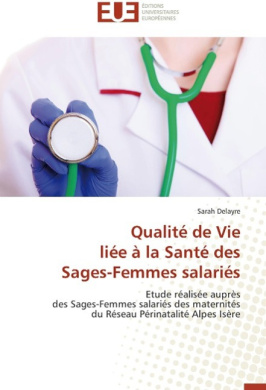 EUE
ÉDITIONS
UNIVERSITAIRES
EUROPÉENNES
Sarah Delayre
Qualité de Vie
liée à la Santé des
Sages-Femmes salariés
Etude réalisée auprès
des Sages-Femmes salariés des maternités
du Réseau Périnatalité Alpes Isère